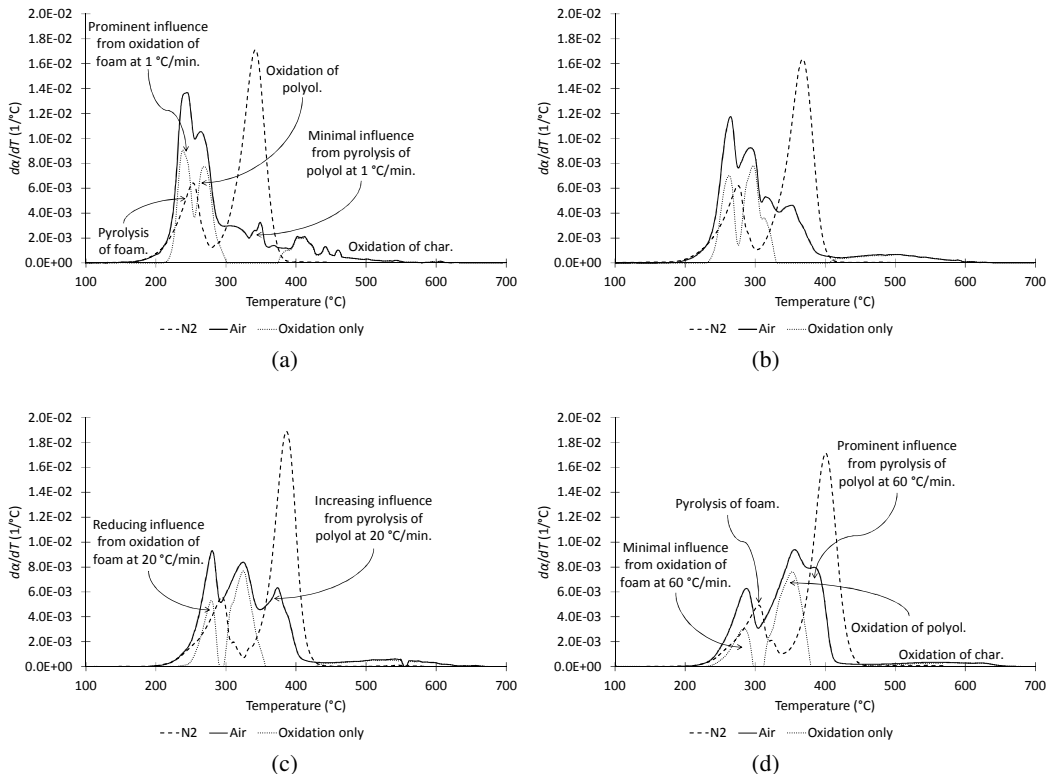 2.0E-02
1.8E-02
1.6E-02
1.4E-02
1.2E-02
1.0E-02
8.0E-03
6.0E-03
4.0E-03
2.0E-03
0.0E+00
dα/dT (1/°C)
Prominent influence
from oxidation of
foam at 1 °C/min.
Oxidation of
polyol.
Minimal influence
from pyrolysis of
polyol at 1 °C/min.
Pyrolysis
of foam.
Oxidation of char.
100 200 300 400 500 600 700
Temperature (°C)
N2 Air Oxidation only
(a)
2.0E-02
1.8E-02
1.6E-02
1.4E-02
1.2E-02
1.0E-02
8.0E-03
6.0E-03
4.0E-03
2.0E-03
0.0E+00
dα/dT (1/°C)
100 200 300 400 500 600 700
Temperature (°C)
N2 Air Oxidation only
(b)
2.0E-02
1.8E-02
1.6E-02
1.4E-02
1.2E-02
1.0E-02
8.0E-03
6.0E-03
4.0E-03
2.0E-03
0.0E+00
dα/dT (1/°C)
Reducing influence
from oxidation of
foam at 20 °C/min.
Increasing influence
from pyrolysis of
polyol at 20 °C/min.
100 200 300 400 500 600 700
Temperature (°C)
N2 Air Oxidation only
(c)
2.0E-02
1.8E-02
1.6E-02
1.4E-02
1.2E-02
1.0E-02
8.0E-03
6.0E-03
4.0E-03
2.0E-03
0.0E+00
dα/dT (1/°C)
Prominent influence
from pyrolysis of
polyol at 60 °C/min.
Pyrolysis of foam.
Minimal influence
from oxidation of
foam at 60 °C/min.
Oxidation of polyol.
Oxidation of char.
100 200 300 400 500 600 700
Temperature (°C)
N2 Air Oxidation only
(d)